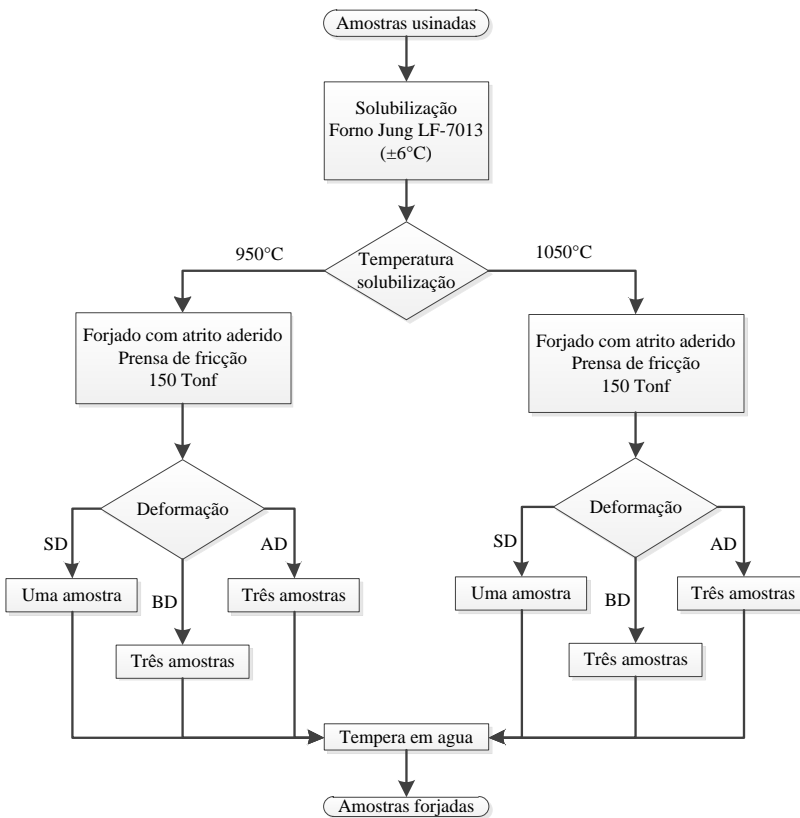 Amostras usinadas
Solubilização
Forno Jung LF-7013
(±6°C)
Temperatura
solubilização
950°C
1050°C
Forjado com atrito aderido
Prensa de fricção
150 Tonf
Forjado com atrito aderido
Prensa de fricção
150 Tonf
Deformação
Deformação
SD
BD
AD
SD
BD
AD
Uma amostra
Três amostras
Três amostras
Uma amostra
Três amostras
Três amostras
Tempera em agua
Amostras forjadas